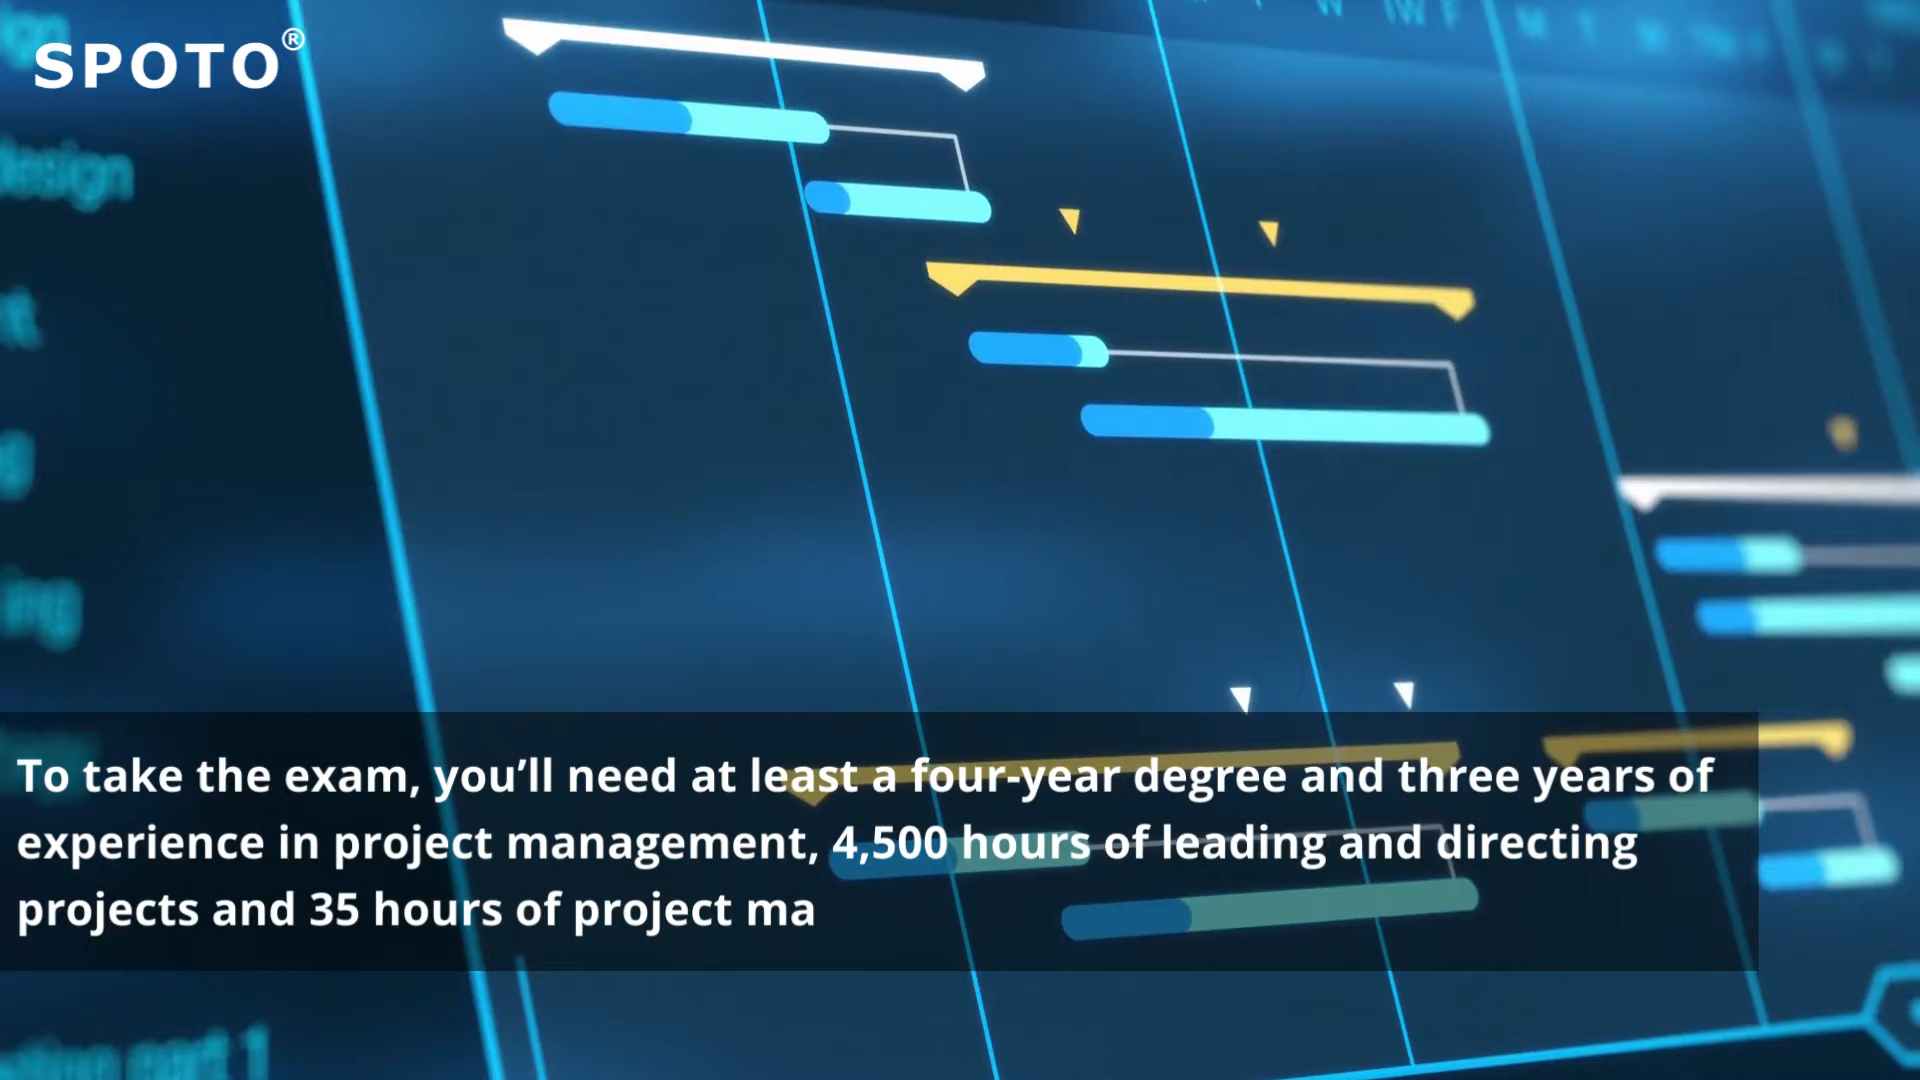 SPOTO®
design
To take the exam, you’ll need at least a four-year degree and three years of
experience in project management, 4,500 hours of leading and directing
projects and 35 hours of project ma